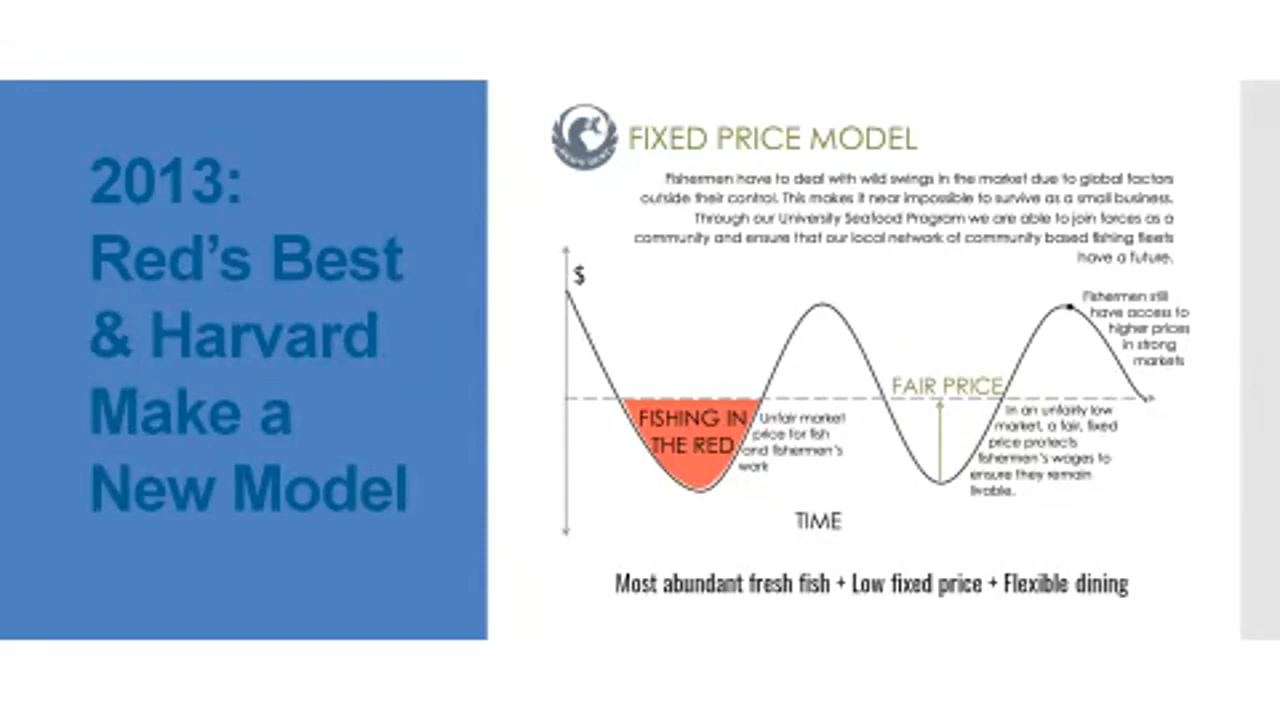 2013:
Red's Best
& Harvard
Make a
New Model
FIXED PRICE MODEL
Fishermen have to deal with wild swings in the market due to global factors
outside their control. This makes it near impossible to survive as a small business.
Through our University Seafood Program we are able to join forces as a
community and ensure that our local network of community based fishing fleets
have a future.
$
Fishermen still
have access to
higher prices
in strong
markets
FAIR PRICE
FISHING IN
THE RED
Unfair market
price for fish
and fishermen's
work
In an unfairly low
market, a fair, fixed
price protects
fishermen's wages to
ensure they remain
livable.
TIME
Most abundant fresh fish + Low fixed price + Flexible dining